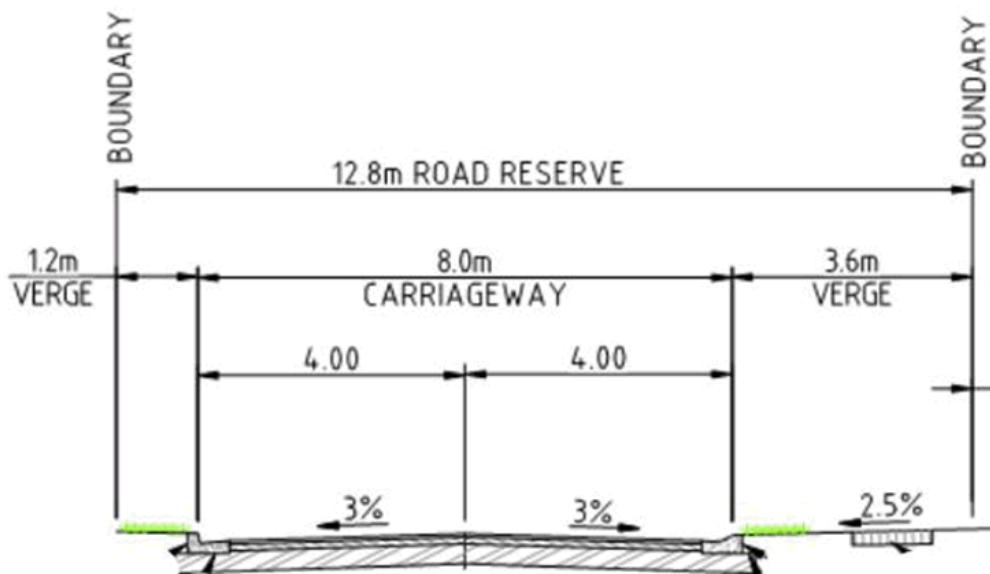 BOUNDARY
BOUNDARY
12.8m ROAD RESERVE
1.2m
VERGE
8.0m
CARRIAGEWAY
3.6m
VERGE
4.00
4.00
3%
3%
2.5%